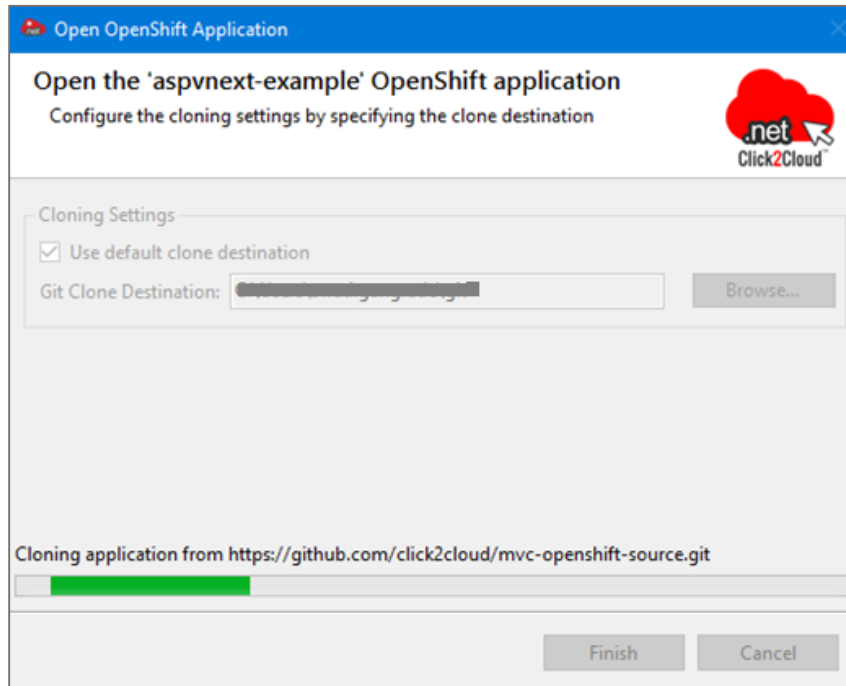 Open OpenShift Application
Open the 'aspvnext-example' OpenShift application
Configure the cloning settings by specifying the clone destination
.net
Click2Cloud™
Cloning Settings
Use default clone destination
Git Clone Destination:
Browse...
Cloning application from https://github.com/click2cloud/mvc-openshift-source.git
Finish Cancel